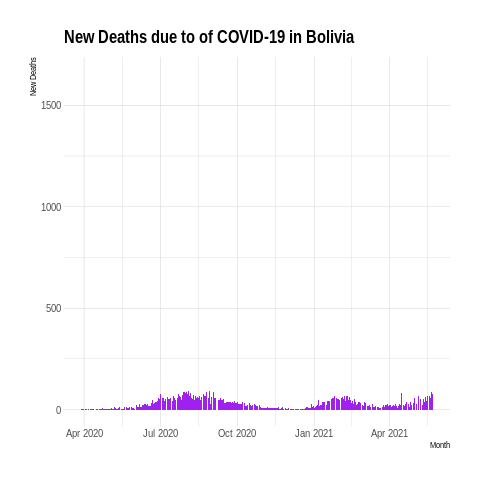 New Deaths due to of COVID-19 in Bolivia
New Deaths
1500
1000
500
0
Apr 2020 Jul 2020 Oct 2020 Jan 2021 Apr 2021
Month